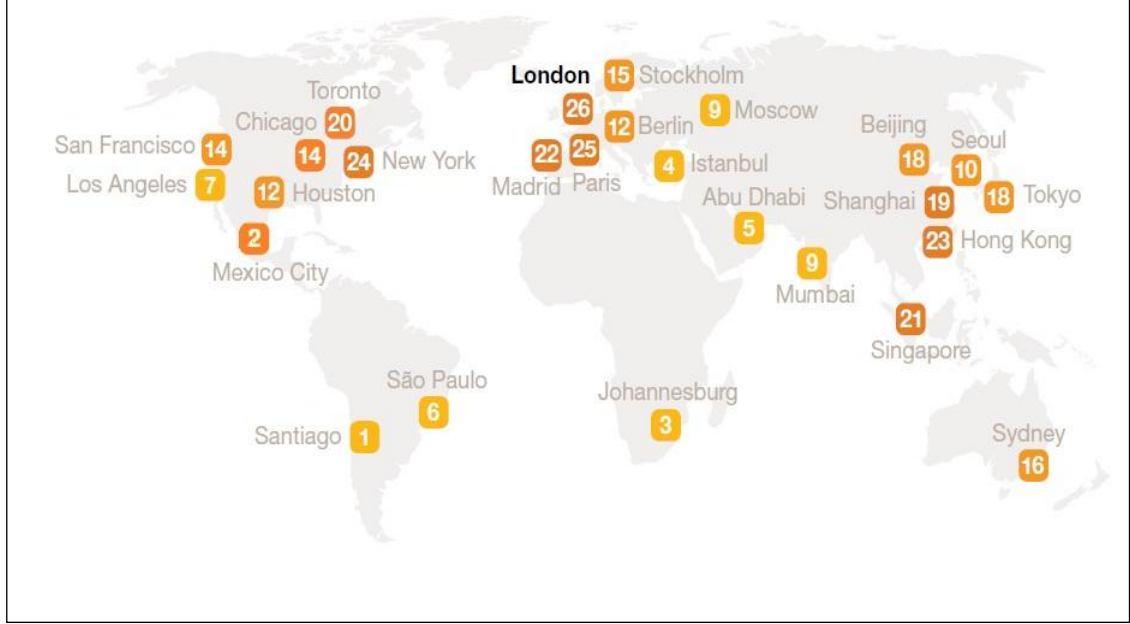 London 26
15 Stockholm
9 Moscow
Toronto
20
Chicago
14
San Francisco 14
Los Angeles 7
24 New York
12 Houston
2
Mexico City
12 Berlin
22
Madrid
25
Paris
4 Istanbul
Abu Dhabi
5
Beijing
18
Seoul
10
Shanghai 19
18 Tokyo
23 Hong Kong
9
Mumbai
21
Singapore
São Paulo
6
Santiago 1
Johannesburg
3
Sydney
16